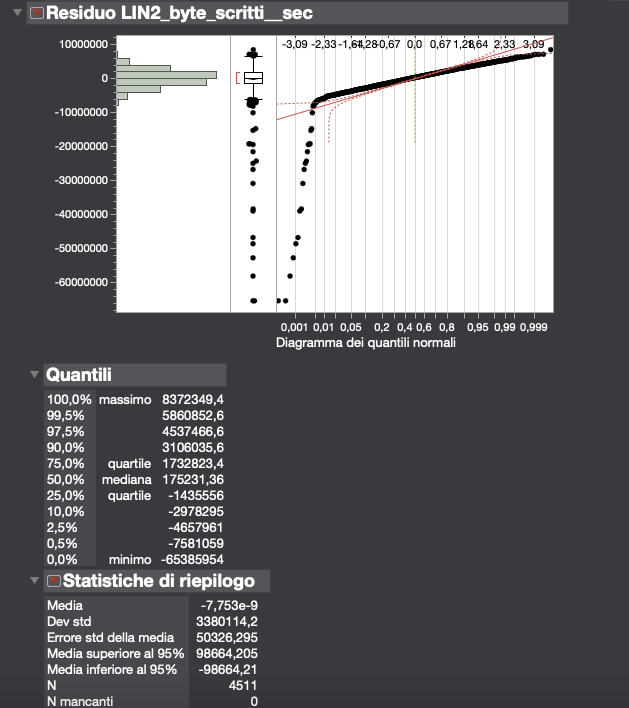 Residuo LIN2_byte_scritti__sec
-3,09 -2,33 -1,64 -1,28 -0,67 0,0 0,67 1,28 1,64 2,33 3,09
10000000
0
-10000000
-20000000
-30000000
-40000000
-50000000
-60000000
0,001 0,01 0,05 0,2 0,4 0,6 0,8 0,95 0,99 0,999
Diagramma dei quantili normali
Quantili
100,0% massimo 8372349,4
99,5% 5860852,6
97,5% 4537466,6
90,0% 3106035,6
75,0% quartile 1732823,4
50,0% mediana 175231,36
25,0% quartile -1435556
10,0% -2978295
2,5% -4657961
0,5% -7581059
0,0% minimo -65385954
Statistiche di riepilogo
Media -7,753e-9
Dev std 3380114,2
Errore std della media 50326,295
Media superiore al 95% 98664,205
Media inferiore al 95% -98664,21
N 4511
N mancanti 0